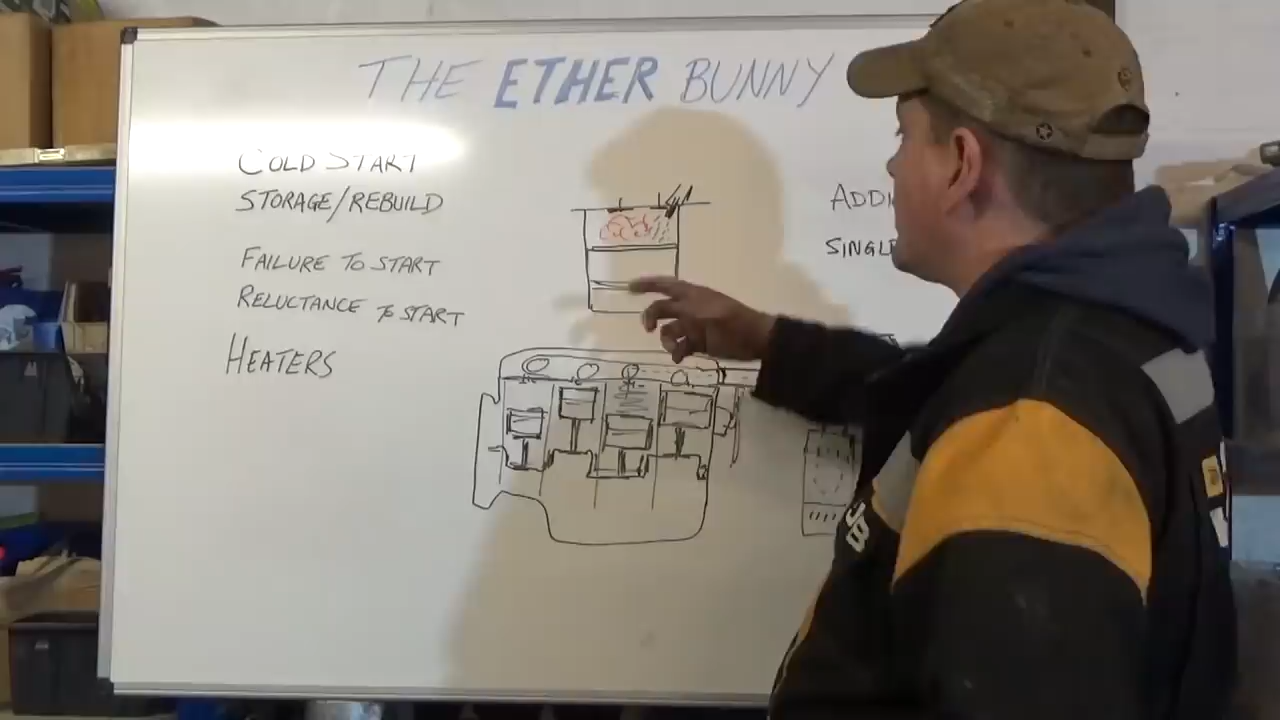 THE ETHER BUNNY
COLD START
STORAGE/REBUILD
FAILURE TO START
RELUCTANCE TO START
HEATERS